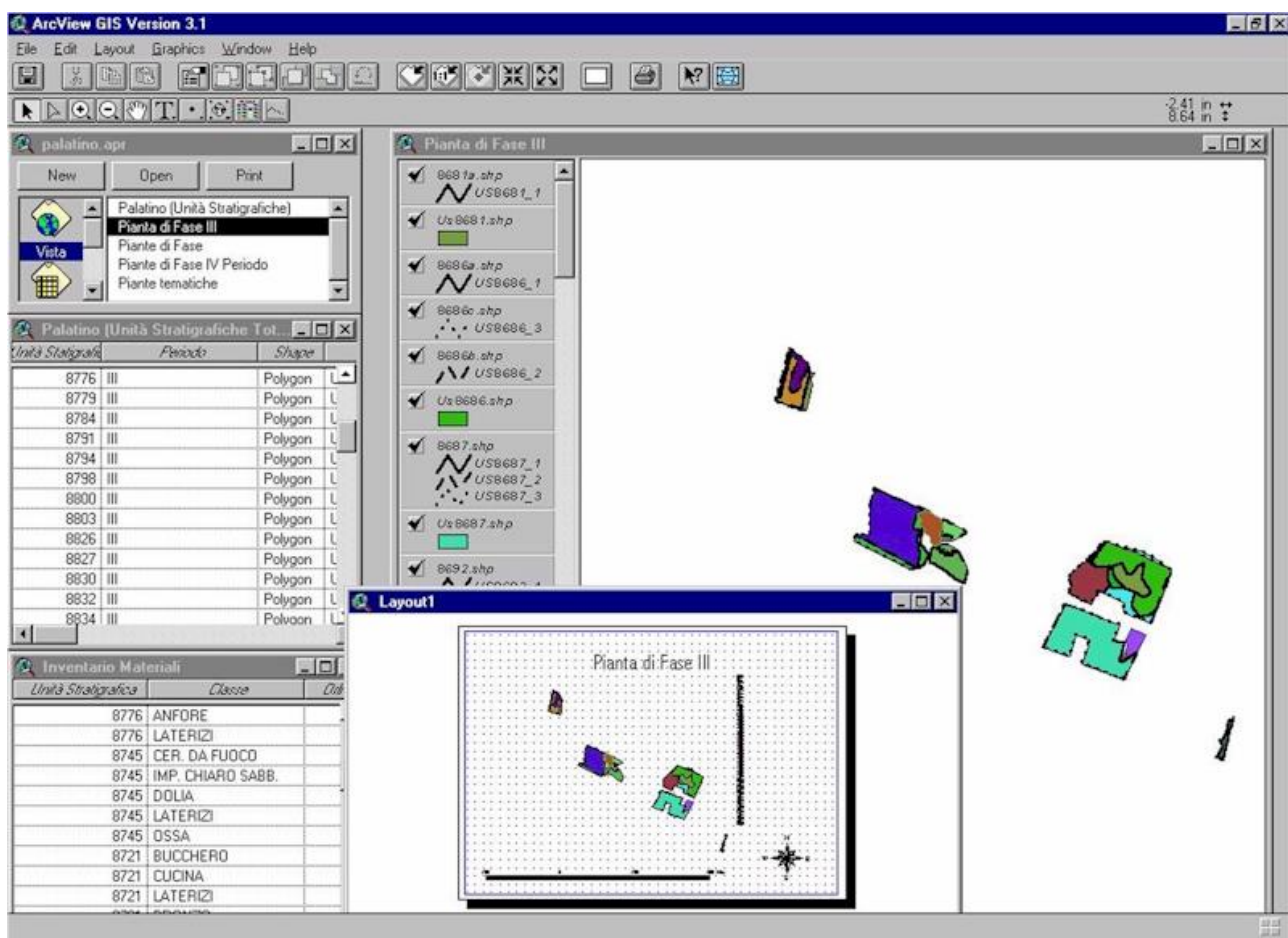 ArcView GIS Version 3.1
File Edit Layout Graphics Window Help
-2.41 in
8.64 in
palatino.apr
New Open Print
Vista
Palatino (Unità Stratigrafiche)
Pianta di Fase III
Piante di Fase
Piante di Fase IV Periodo
Piante tematiche
Palatino (Unità Stratigrafiche Tot...
Periodo Shape
8776 III Polygon
8779 III Polygon
8784 III Polygon
8791 III Polygon
8794 III Polygon
8798 III Polygon
8800 III Polygon
8803 III Polygon
8826 III Polygon
8827 III Polygon
8830 III Polygon
8832 III Polygon
8834 III Polygon
Inventario Materiali
Unità Stratigrafica Classe
8776 ANFORE
8776 LATERIZI
8745 CER. DA FUOCO
8745 IMP. CHIARO SABB.
8745 DOLIA
8745 LATERIZI
8745 OSSA
8721 BUCCHERO
8721 CUCINA
8721 LATERIZI
Pianta di Fase III
8681a.shp
US8681_1
Us8681.shp
8686a.shp
US8686_1
8686c.shp
US8686_3
8686b.shp
US8686_2
Us8686.shp
8687.shp
US8687_1
US8687_2
US8687_3
Us8687.shp
8692.shp
Layout1
Pianta di Fase III